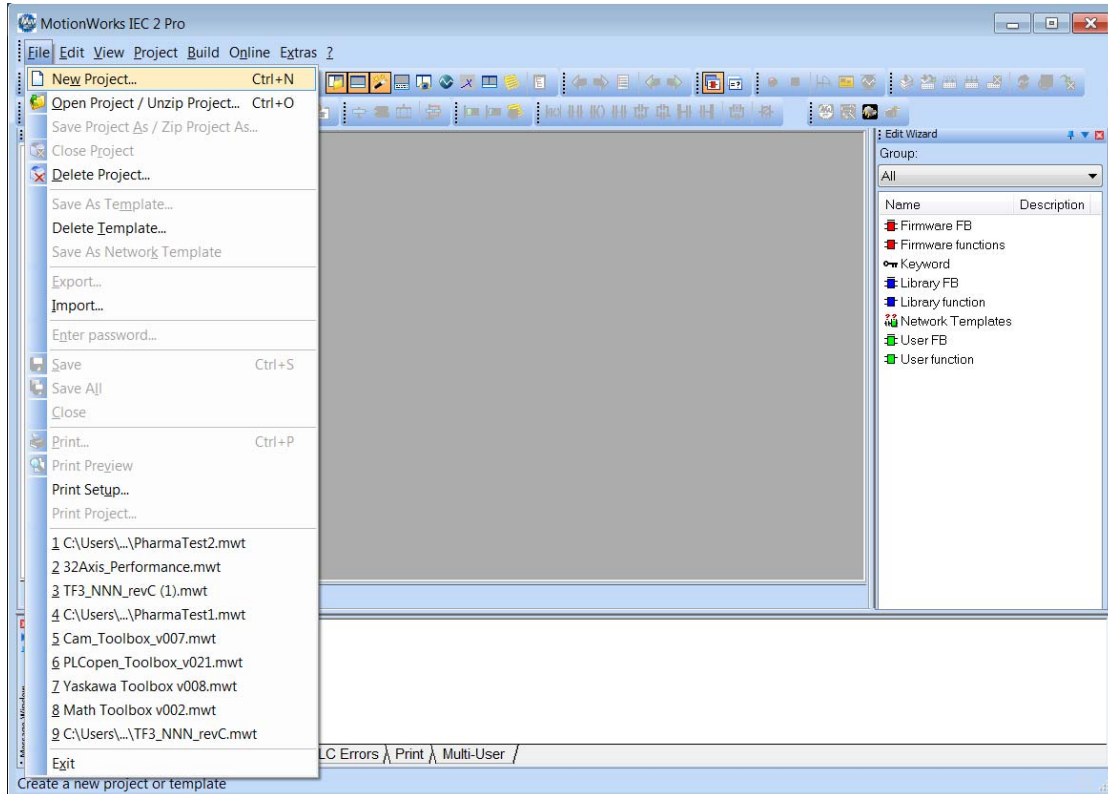 MotionWorks IEC 2 Pro
File Edit View Project Build Online Extras ?
New Project... Ctrl+N
Open Project / Unzip Project... Ctrl+O
Save Project As / Zip Project As...
Close Project
Delete Project...
Save As Template...
Delete Template...
Save As Network Template
Export...
Import...
Enter password...
Save Ctrl+S
Save All
Close
Print... Ctrl+P
Print Preview
Print Setup...
Print Project...
1 C:\Users\...\PharmaTest2.mwt
2 32Axis_Performance.mwt
3 TF3_NNN_revC (1).mwt
4 C:\Users\...\PharmaTest1.mwt
5 Cam_Toolbox_v007.mwt
6 PLCopen_Toolbox_v021.mwt
7 Yaskawa Toolbox v008.mwt
8 Math Toolbox v002.mwt
9 C:\Users\...\TF3_NNN_revC.mwt
Exit
Edit Wizard
Group:
All
Name Description
Firmware FB
Firmware functions
Keyword
Library FB
Library function
Network Templates
User FB
User function
LC Errors Print Multi-User
Create a new project or template